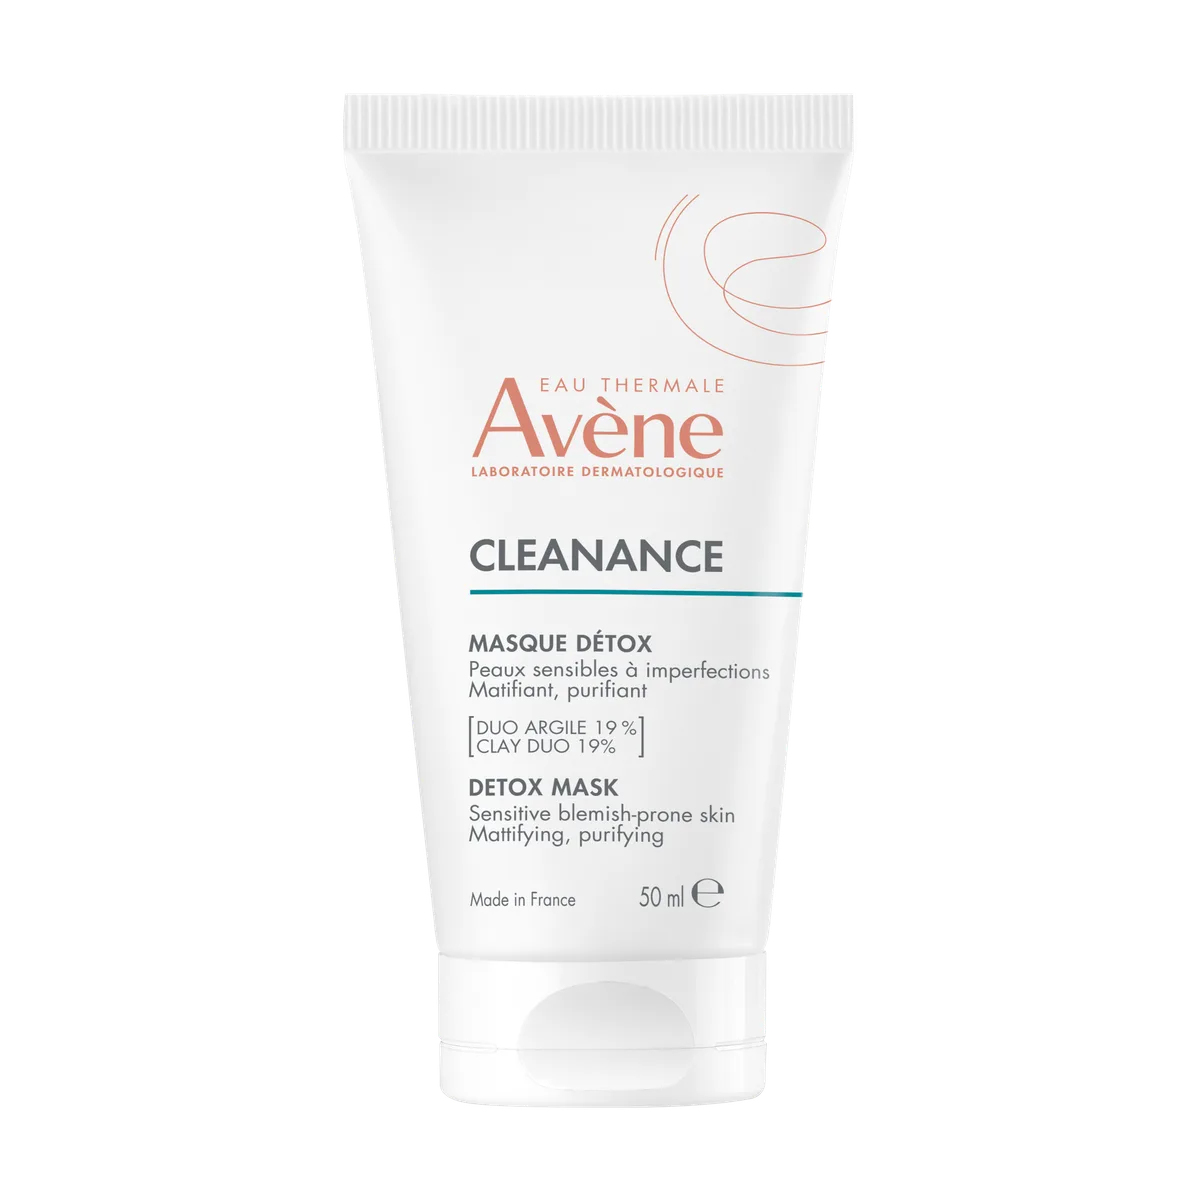 EAU THERMALE
Avène
LABORATOIRE DERMATOLOGIQUE
CLEANANCE
MASQUE DÉTOX
Peaux sensibles à imperfections
Matifiant, purifiant
[DUO ARGILE 19 %]
[CLAY DUO 19%]
DETOX MASK
Sensitive blemish-prone skin
Mattifying, purifying
Made in France
50 ml ℮